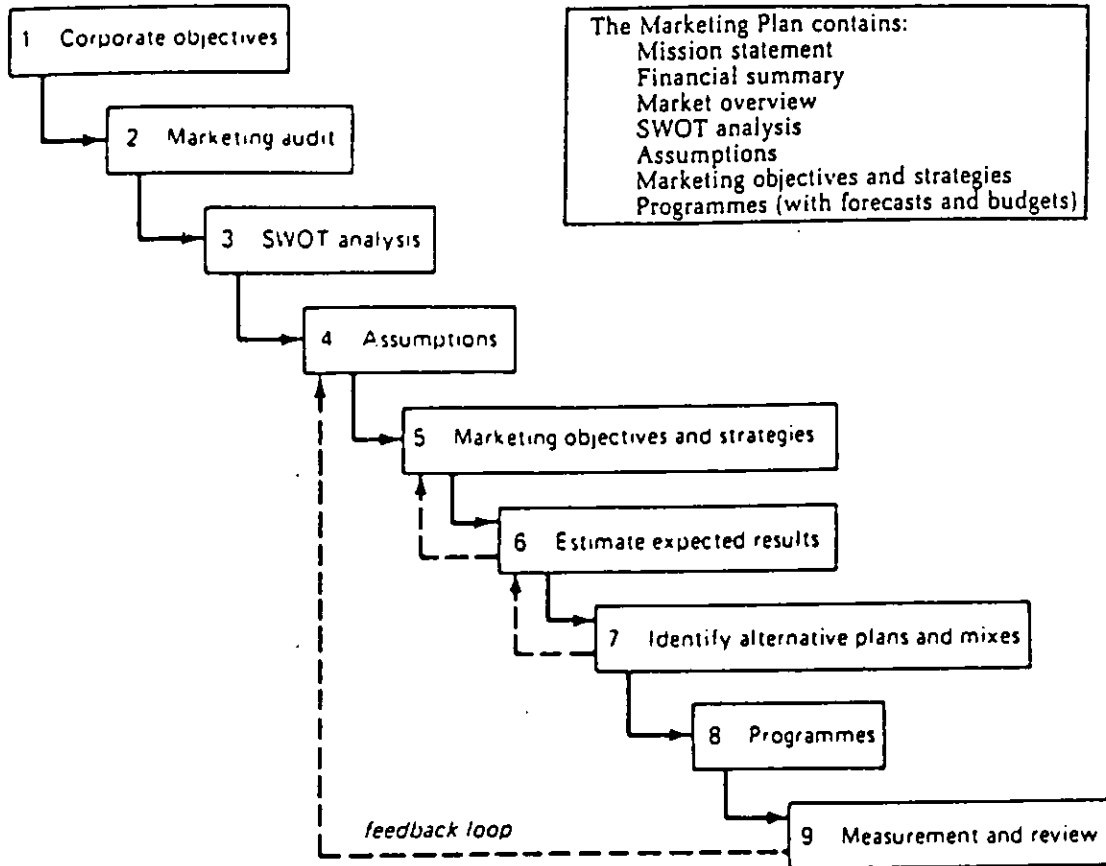 1 Corporate objectives
The Marketing Plan contains:
Mission statement
Financial summary
Market overview
SWOT analysis
Assumptions
Marketing objectives and strategies
Programmes (with forecasts and budgets)
2 Marketing audit
3 SWOT analysis
4 Assumptions
5 Marketing objectives and strategies
6 Estimate expected results
7 Identify alternative plans and mixes
8 Programmes
feedback loop
9 Measurement and review